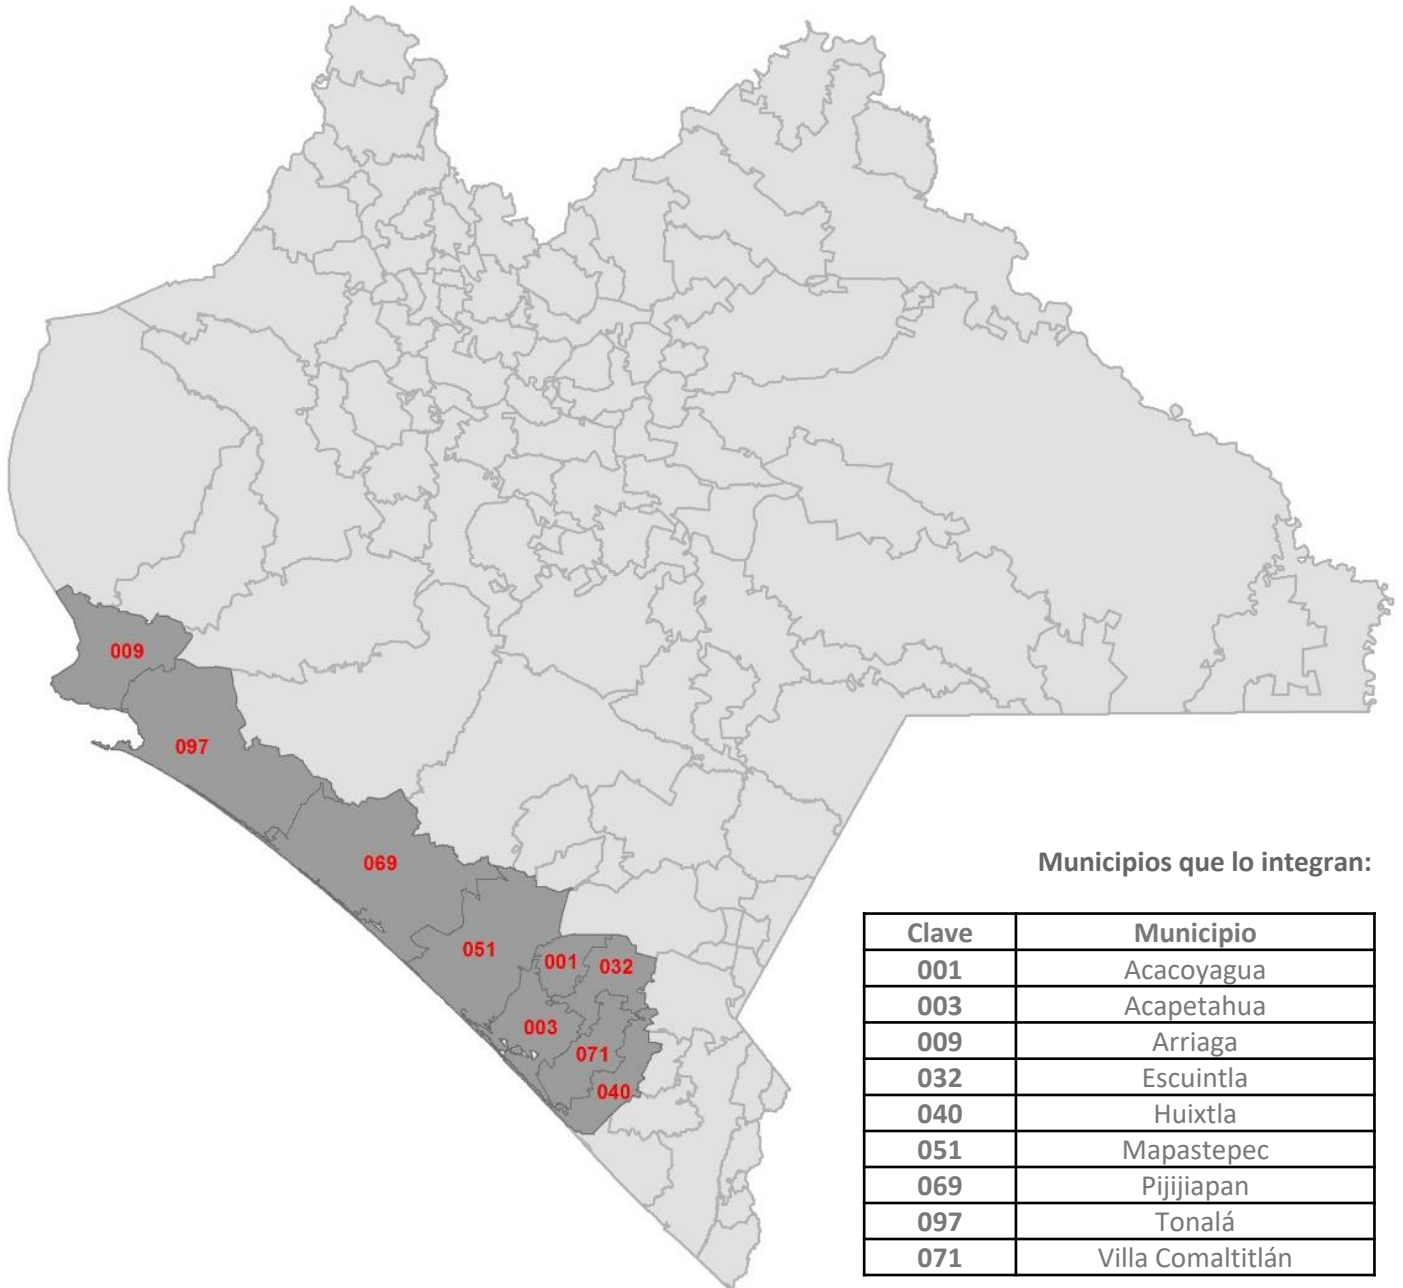 009
097
069
Municipios que lo integran:
Clave Municipio
001 Acacoyagua
003 Acapetahua
009 Arriaga
032 Escuintla
040 Huixtla
051 Mapastepec
069 Pijijiapan
097 Tonalá
071 Villa Comaltitlán
051
001
032
003
071
040